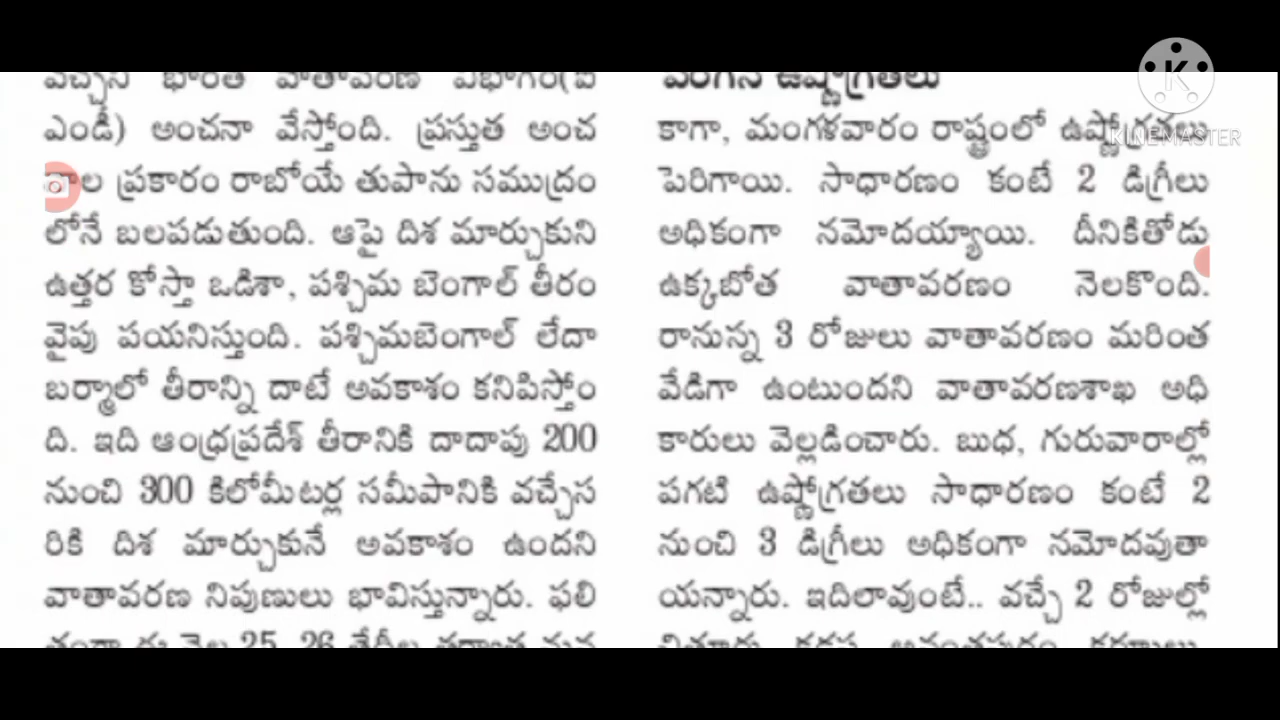 ఎండీ) అంచనా వేస్తోంది. ప్రస్తుత అంచ
ప్రకారం రాబోయే తుపాను సముద్రం
లోనే బలపడుతుంది. ఆపై దిశ మార్చుకుని
ఉత్తర కోస్తా ఒడిశా, పశ్చిమ బెంగాల్ తీరం
వైపు పయనిస్తుంది. పశ్చిమబెంగాల్ లేదా
బర్మాలో తీరాన్ని దాటే అవకాశం కనిపిస్తోం
ది. ఇది ఆంధ్రప్రదేశ్ తీరానికి దాదాపు 200
నుంచి 300 కిలోమీటర్ల సమీపానికి వచ్చేస
రికి దిశ మార్చుకునే అవకాశం ఉందని
వాతావరణ నిపుణులు భావిస్తున్నారు. ఫలి
పెరిగిన ఉష్ణోగ్రతలు
కాగా, మంగళవారం రాష్ట్రంలో ఉష్ణోగ్రతలు
పెరిగాయి. సాధారణం కంటే 2 డిగ్రీలు
అధికంగా నమోదయ్యాయి. దీనికితోడు
ఉక్కబోత వాతావరణం నెలకొంది.
రానున్న 3 రోజులు వాతావరణం మరింత
వేడిగా ఉంటుందని వాతావరణశాఖ అధి
కారులు వెల్లడించారు. బుధ, గురువారాల్లో
పగటి ఉష్ణోగ్రతలు సాధారణం కంటే 2
నుంచి 3 డిగ్రీలు అధికంగా నమోదవుతా
యన్నారు. ఇదిలావుంటే.. వచ్చే 2 రోజుల్లో
KINEMASTER